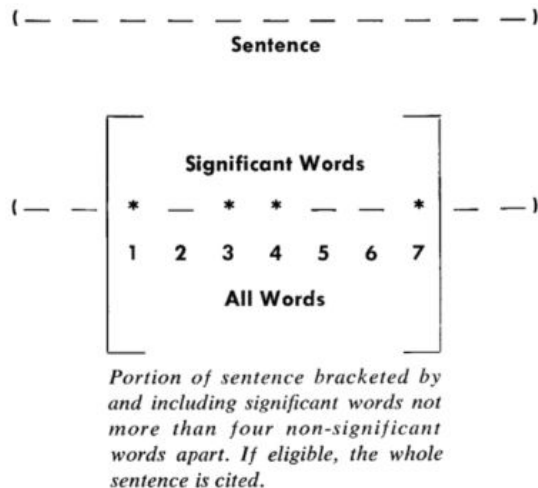 (— — — — — — — — — — —)
Sentence
Significant Words
(— — * — * * — — * — —)
1 2 3 4 5 6 7
All Words
Portion of sentence bracketed by
and including significant words not
more than four non-significant
words apart. If eligible, the whole
sentence is cited.